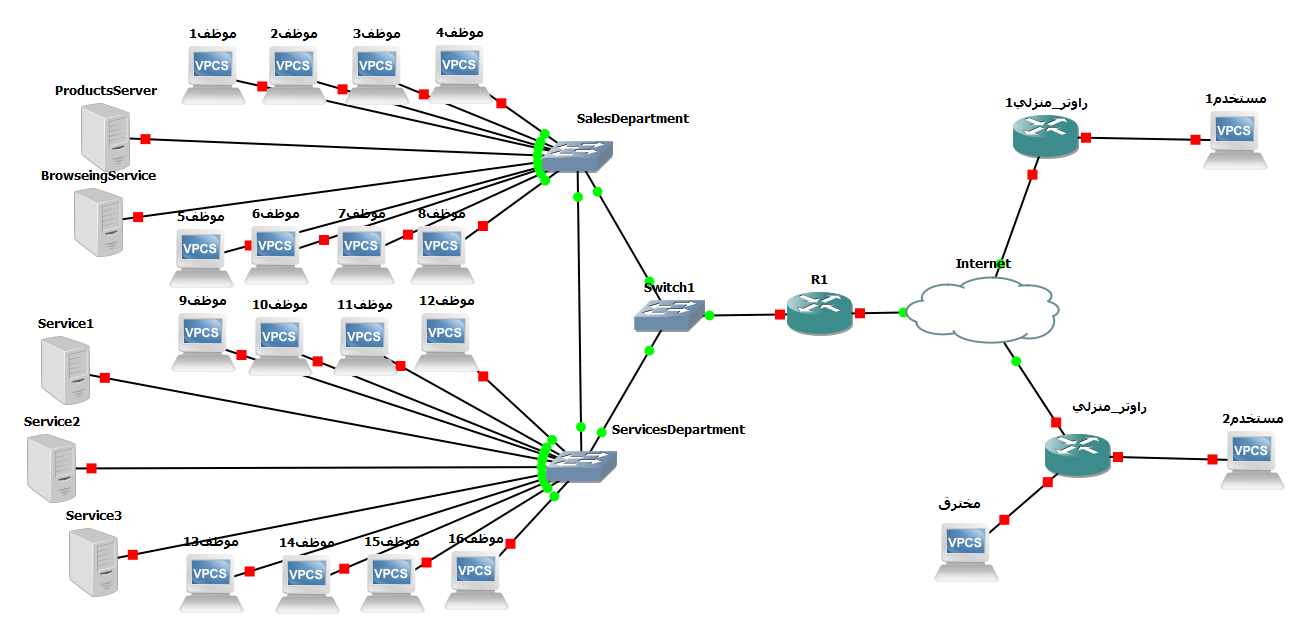 موظف1
موظف2
موظف3
موظف4
VPCS
VPCS
VPCS
VPCS
ProductsServer
SalesDepartment
راوتر_منزلي1
مستخدم1
VPCS
BrowseingService
موظف5
موظف6
موظف7
موظف8
VPCS
VPCS
VPCS
VPCS
Internet
Switch1
R1
موظف9
موظف10
موظف11
موظف12
VPCS
VPCS
VPCS
VPCS
Service1
Service2
ServicesDepartment
راوتر_منزلي
مستخدم2
VPCS
Service3
موظف13
موظف14
موظف15
موظف16
VPCS
VPCS
VPCS
VPCS
مخترق
VPCS